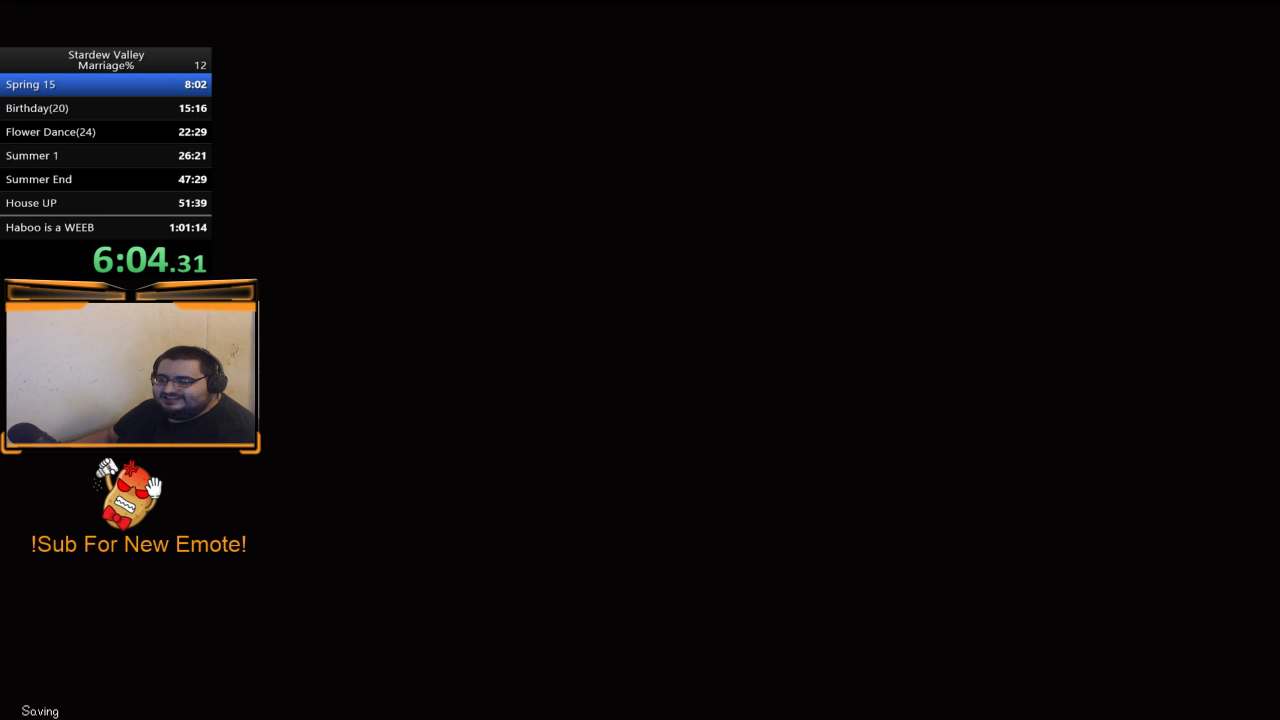 Stardew Valley
Marriage% 12
Spring 15 8:02
Birthday(20) 15:16
Flower Dance(24) 22:29
Summer 1 26:21
Summer End 47:29
House UP 51:39
Haboo is a WEEB 1:01:14
6:04.31
!Sub For New Emote!
Saving